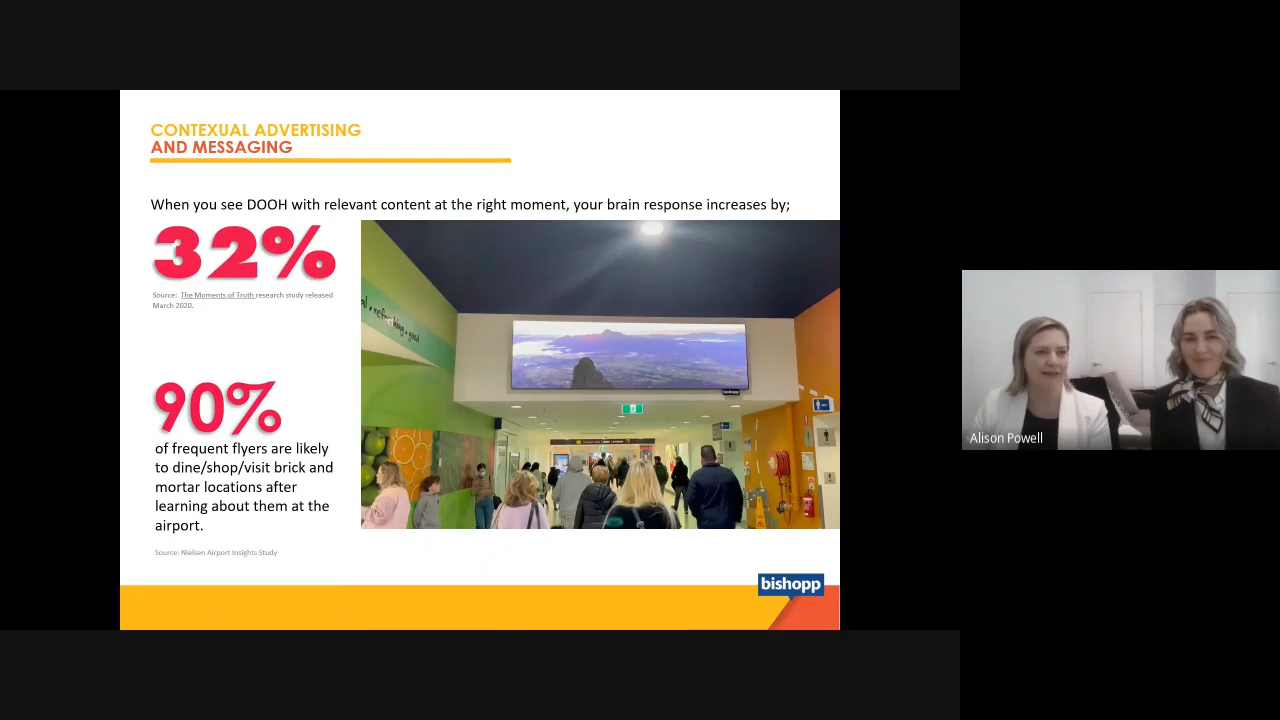 CONTEXUAL ADVERTISING
AND MESSAGING
When you see DOOH with relevant content at the right moment, your brain response increases by;
32%
Source: The Moments of Truth research study released
March 2020.
90%
of frequent flyers are likely
to dine/shop/visit brick and
mortar locations after
learning about them at the
airport.
Source: Nielsen Airport Insights Study
bishopp
bishopp
Alison Powell